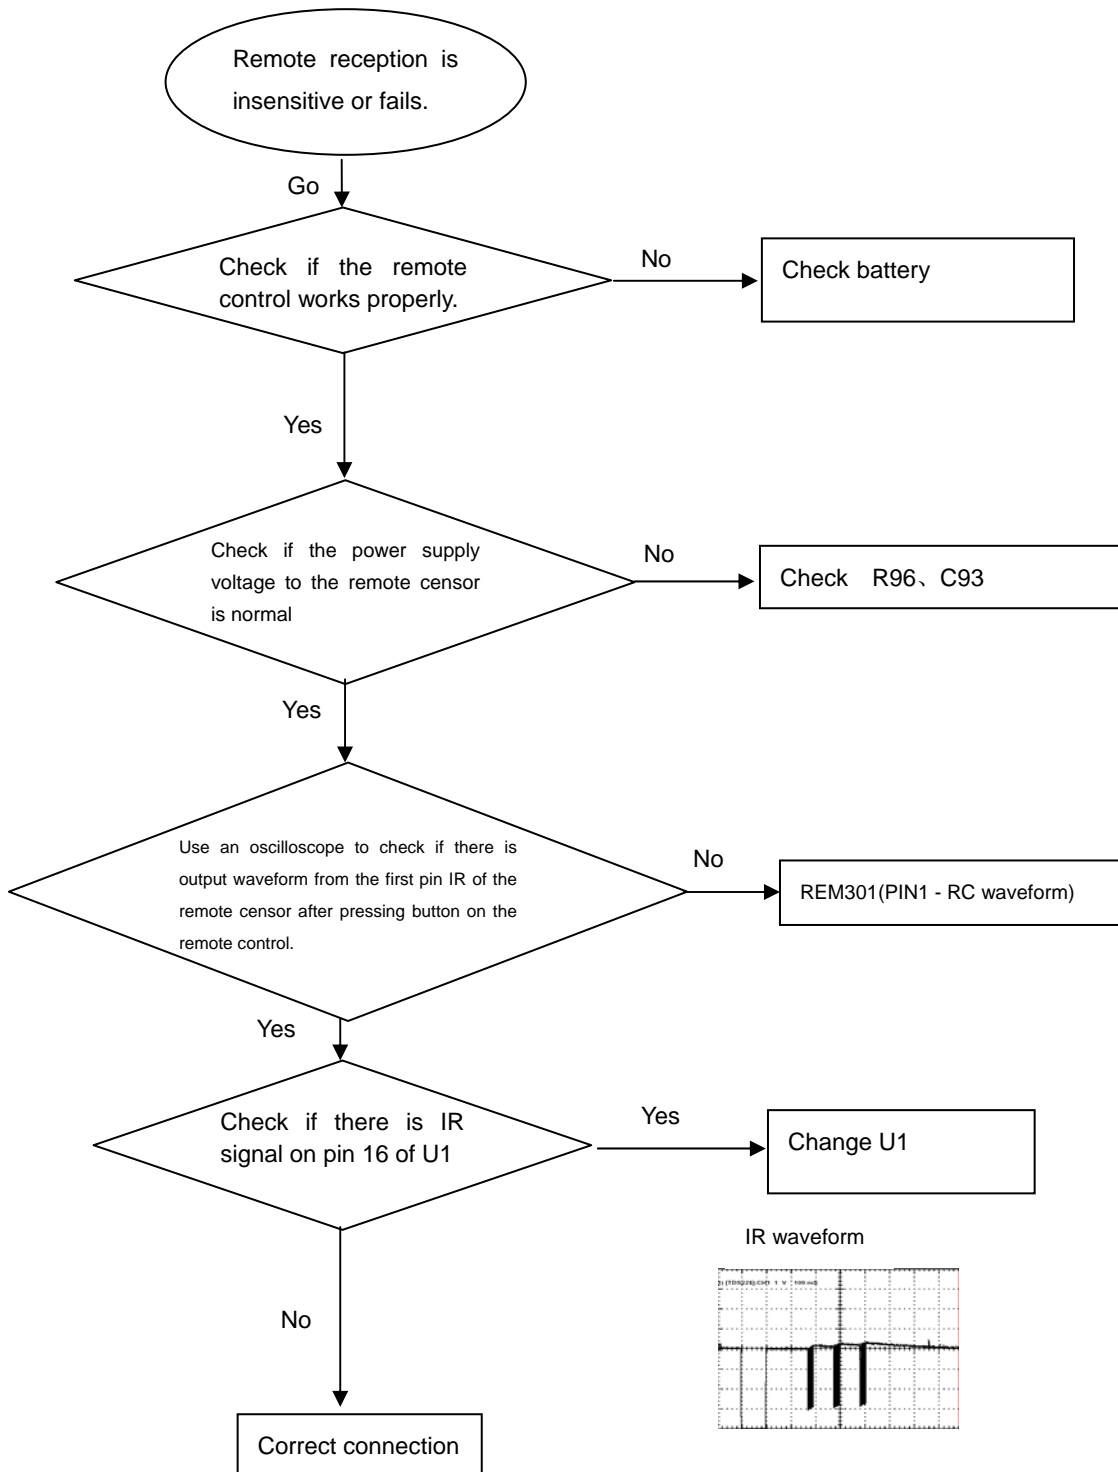 Remote reception is
insensitive or fails.
Go
Check if the remote
control works properly.
No
Check battery
Yes
Check if the power supply
voltage to the remote censor
is normal
No
Check R96、C93
Yes
Use an oscilloscope to check if there is
output waveform from the first pin IR of the
remote censor after pressing button on the
remote control.
No
REM301(PIN1 - RC waveform)
Yes
Check if there is IR
signal on pin 16 of U1
Yes
Change U1
IR waveform
No
Correct connection